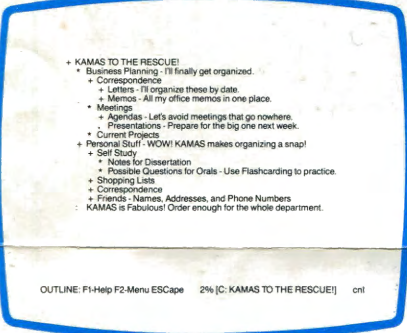 + KAMAS TO THE RESCUE!
* Business Planning - I'll finally get organized.
+ Correspondence
+ Letters - I'll organize these by date.
+ Memos - All my office memos in one place.
* Meetings
+ Agendas - Let's avoid meetings that go nowhere.
. Presentations - Prepare for the big one next week.
* Current Projects
+ Personal Stuff - WOW! KAMAS makes organizing a snap!
+ Self Study
* Notes for Dissertation
* Possible Questions for Orals - Use Flashcarding to practice.
+ Shopping Lists
+ Correspondence
+ Friends - Names, Addresses, and Phone Numbers
: KAMAS is Fabulous! Order enough for the whole department.
OUTLINE: F1-Help F2-Menu ESCape 2% [C: KAMAS TO THE RESCUE!] cnt